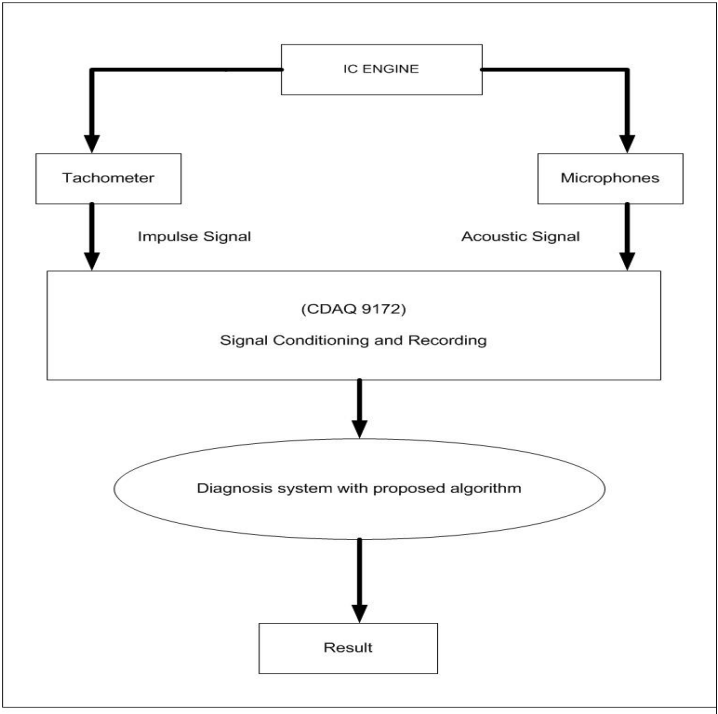 IC ENGINE
Tachometer
Microphones
Impulse Signal
Acoustic Signal
(CDAQ 9172)
Signal Conditioning and Recording
Diagnosis system with proposed algorithm
Result